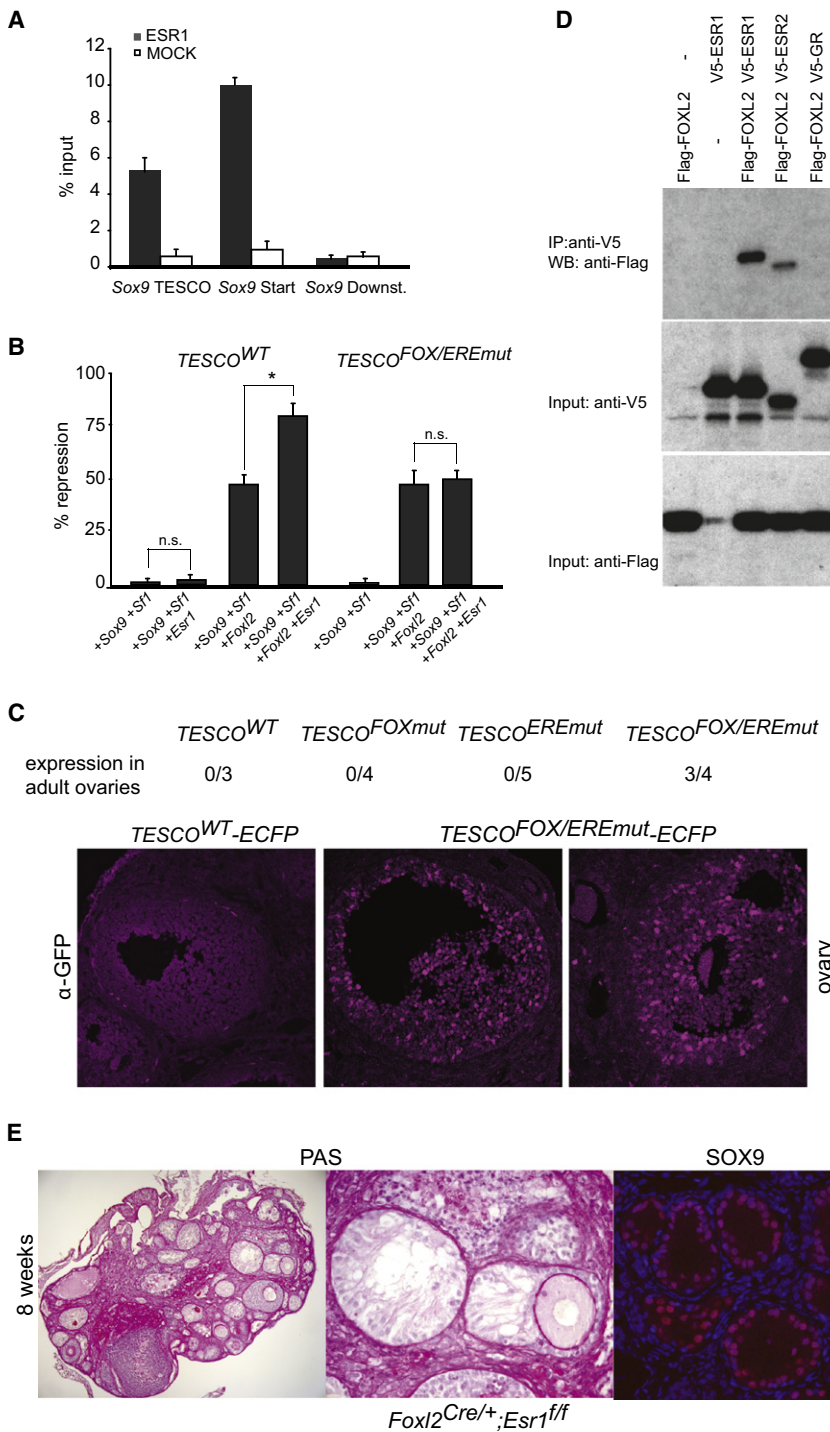 A
ESR1
MOCK
12
10
8
6
4
2
0
% input
Sox9 TESCO Sox9 Start Sox9 Downst.
B
TESCO^WT TESCO^FOX/EREmut
100
75
50
25
0
% repression
n.s.
*
n.s.
+Sox9 +Sf1
+Sox9 +Sf1
+Esr1
+Sox9 +Sf1
+Foxl2
+Sox9 +Sf1
+Foxl2 +Esr1
+Sox9 +Sf1
+Sox9 +Sf1
+Foxl2
+Sox9 +Sf1
+Foxl2 +Esr1
C
TESCO^WT TESCO^FOXmut TESCO^EREmut TESCO^FOX/EREmut
expression in
adult ovaries
0/3 0/4 0/5 3/4
TESCO^WT-ECFP TESCO^FOX/EREmut-ECFP
α-GFP
ovary
D
Flag-FOXL2 -
- V5-ESR1
Flag-FOXL2 V5-ESR1
Flag-FOXL2 V5-ESR2
Flag-FOXL2 V5-GR
IP:anti-V5
WB: anti-Flag
Input: anti-V5
Input: anti-Flag
E
PAS SOX9
8 weeks
Foxl2^Cre/+;Esr1^f/f